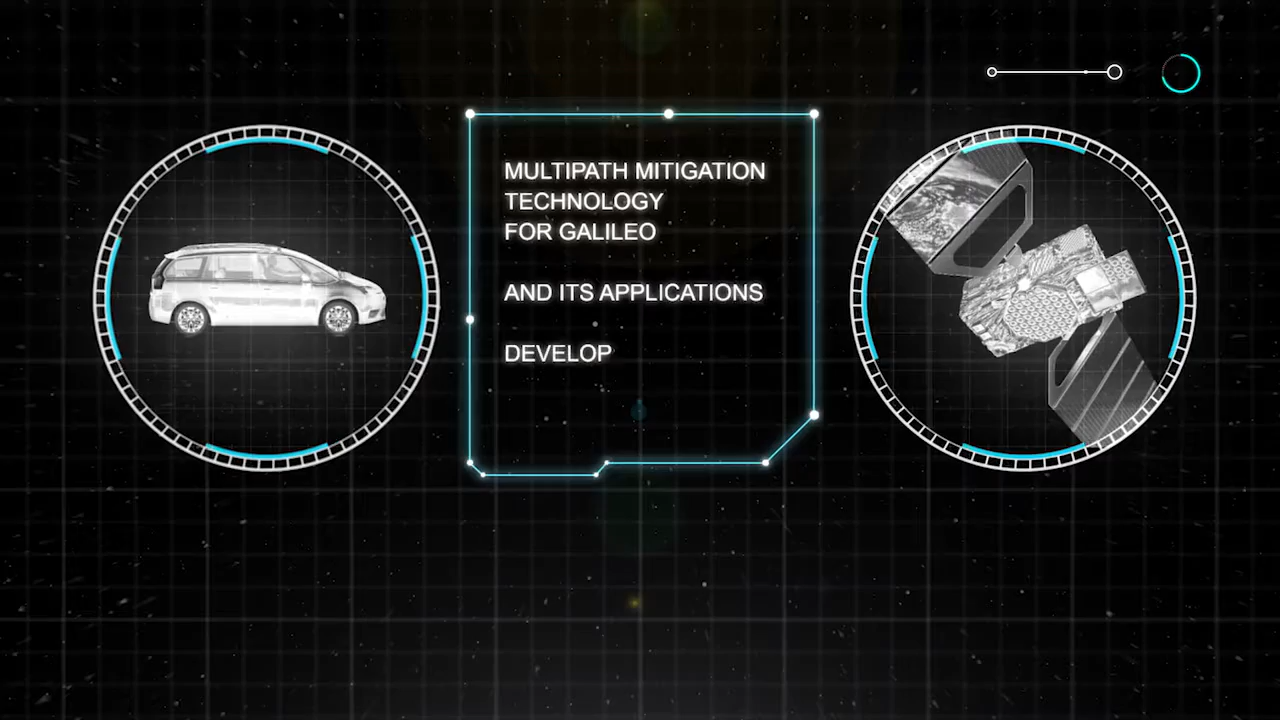 MULTIPATH MITIGATION
TECHNOLOGY
FOR GALILEO
AND ITS APPLICATIONS
DEVELOP